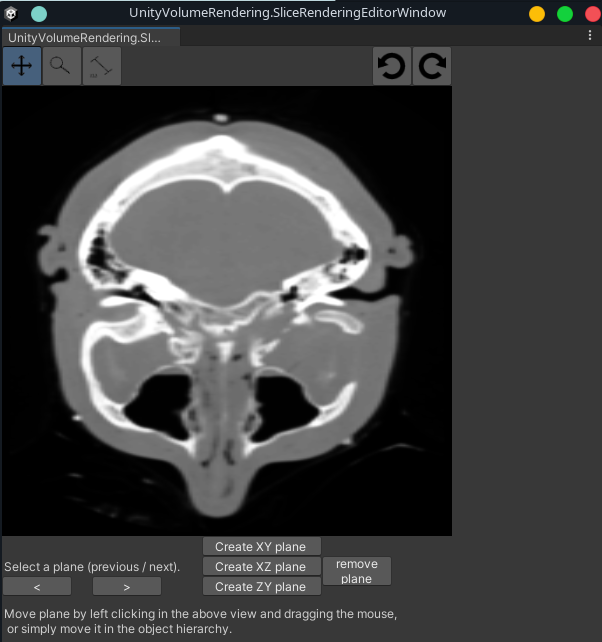 UnityVolumeRendering.SliceRenderingEditorWindow
UnityVolumeRendering.Sl...
Create XY plane
Select a plane (previous / next).
Create XZ plane
remove
plane
<
>
Create ZY plane
Move plane by left clicking in the above view and dragging the mouse,
or simply move it in the object hierarchy.